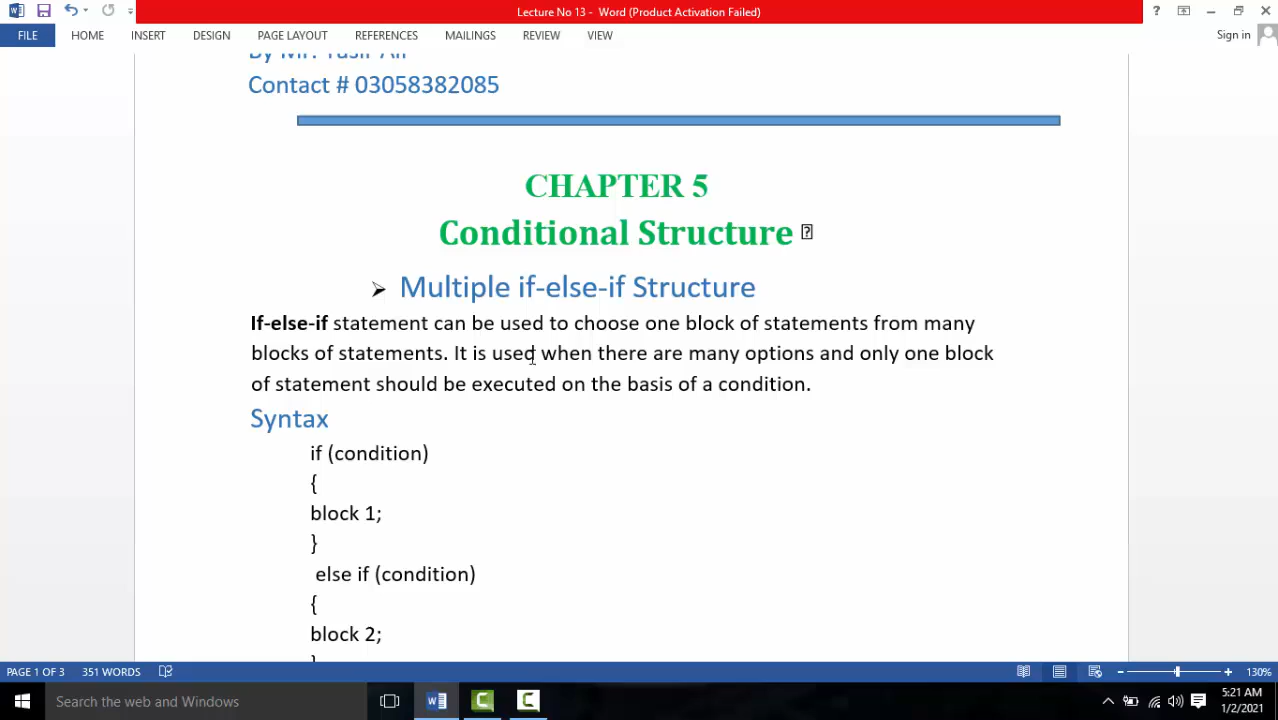 Lecture No 13 - Word (Product Activation Failed)
?
FILE HOME INSERT DESIGN PAGE LAYOUT REFERENCES MAILINGS REVIEW VIEW Sign in
By Mr. Yasir Ali
Contact # 03058382085
CHAPTER 5
Conditional Structure
➢ Multiple if-else-if Structure
If-else-if statement can be used to choose one block of statements from many
blocks of statements. It is used when there are many options and only one block
of statement should be executed on the basis of a condition.
Syntax
if (condition)
{
block 1;
}
else if (condition)
{
block 2;
}
PAGE 1 OF 3 351 WORDS 130%
Search the web and Windows
5:21 AM
1/2/2021